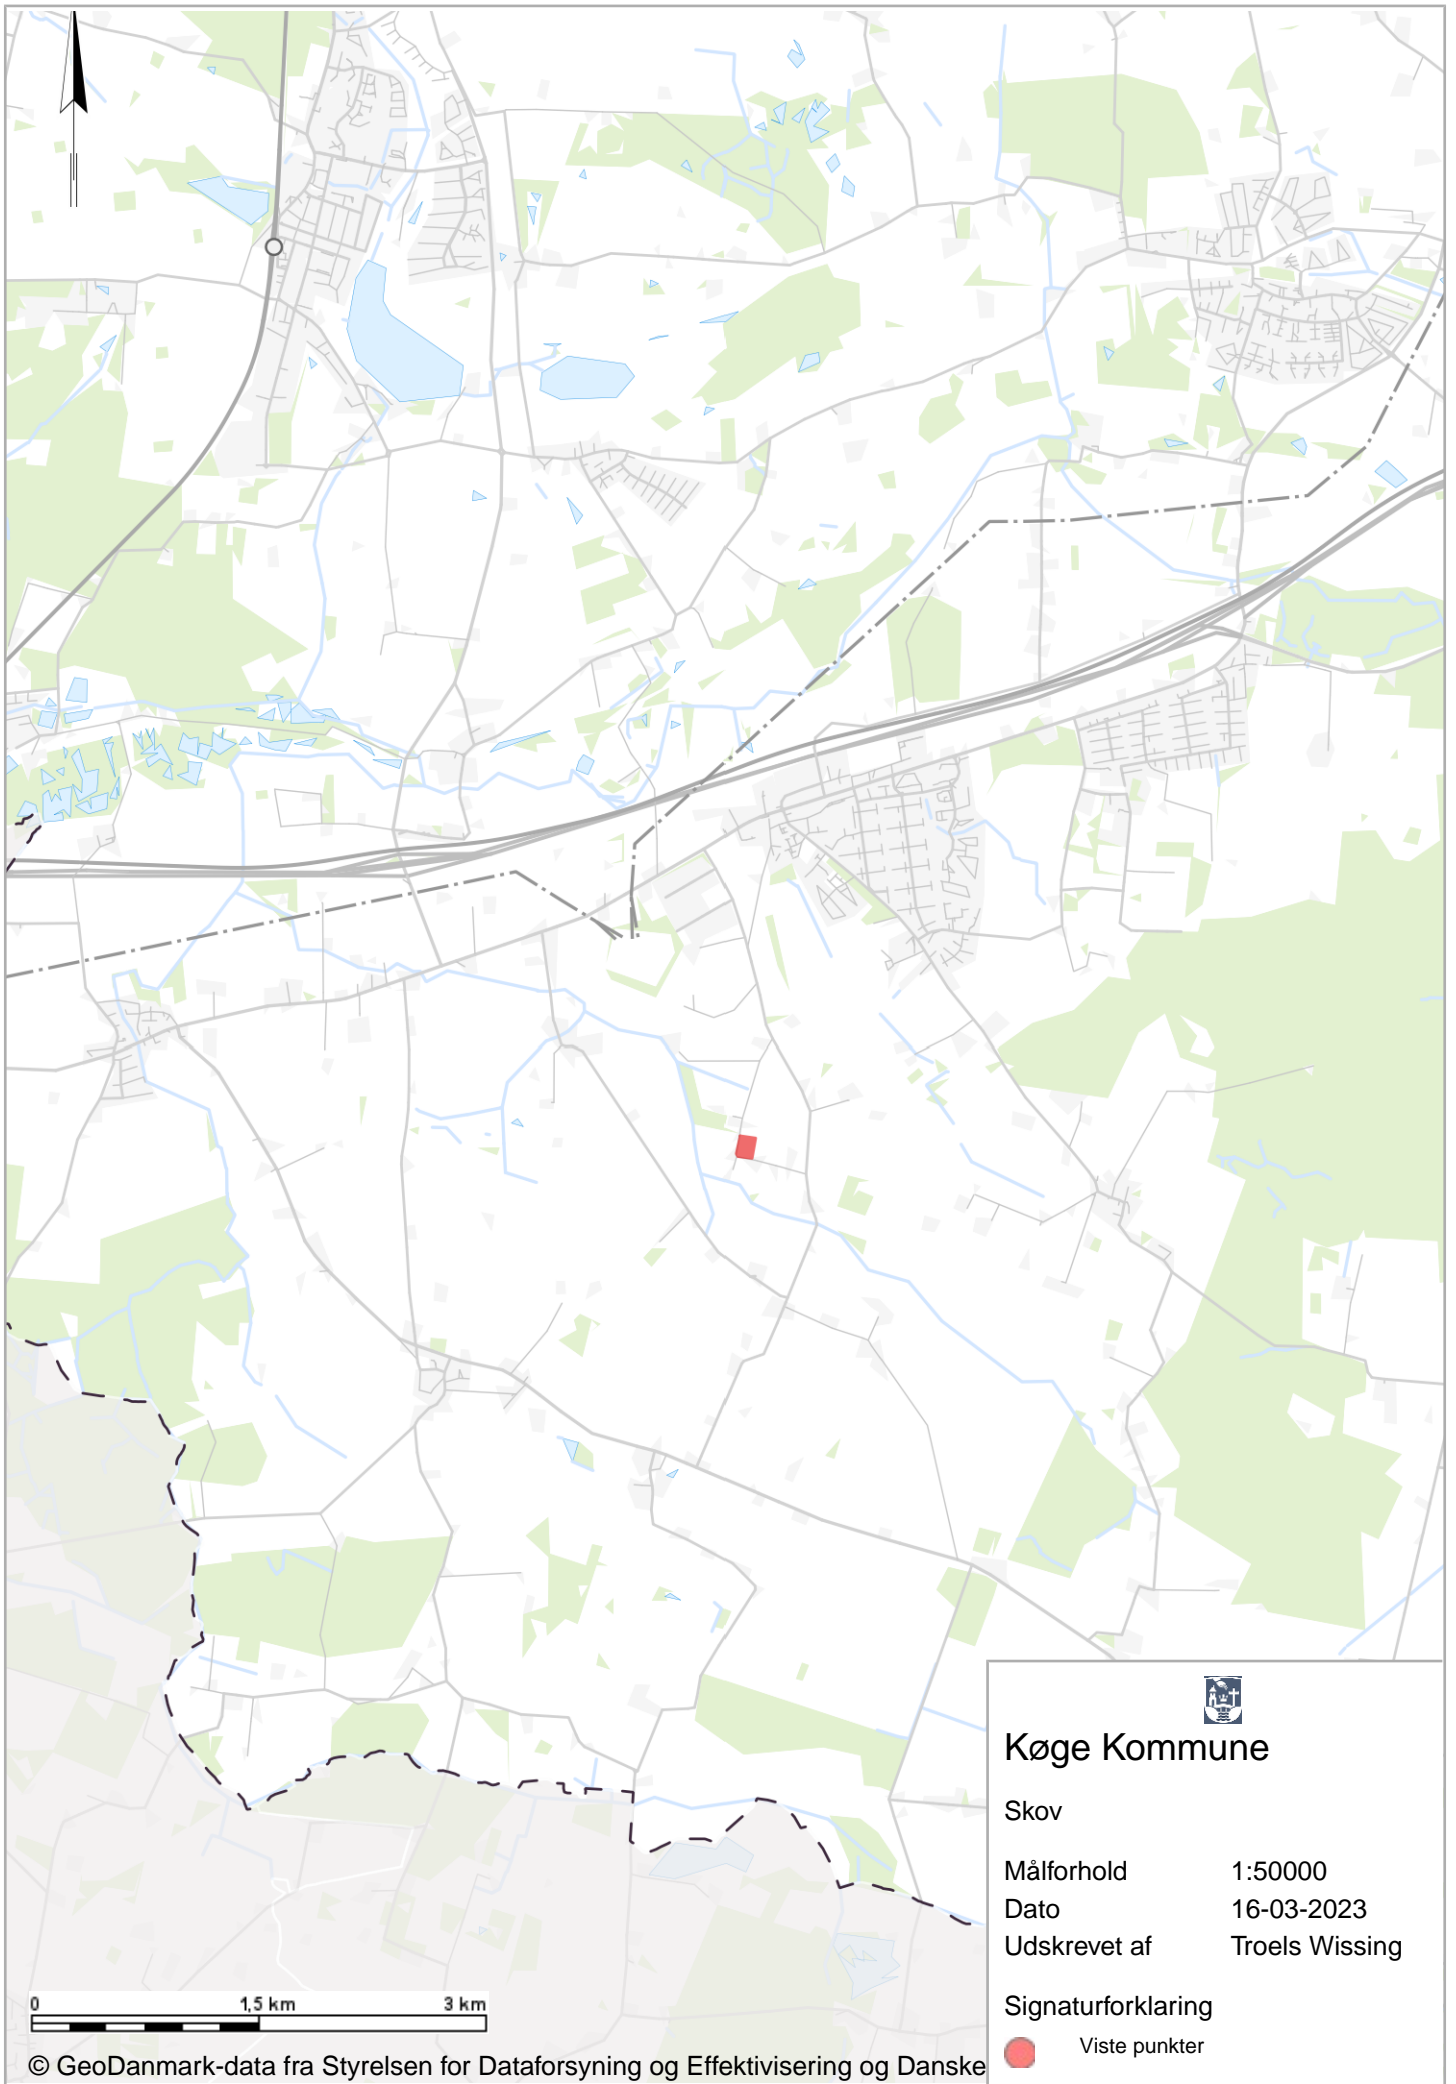 Køge Kommune
Skov
Målforhold 1:50000
Dato 16-03-2023
Udskrevet af Troels Wissing
Signaturforklaring
Viste punkter
0 1,5 km 3 km
© GeoDanmark-data fra Styrelsen for Dataforsyning og Effektivisering og Danske